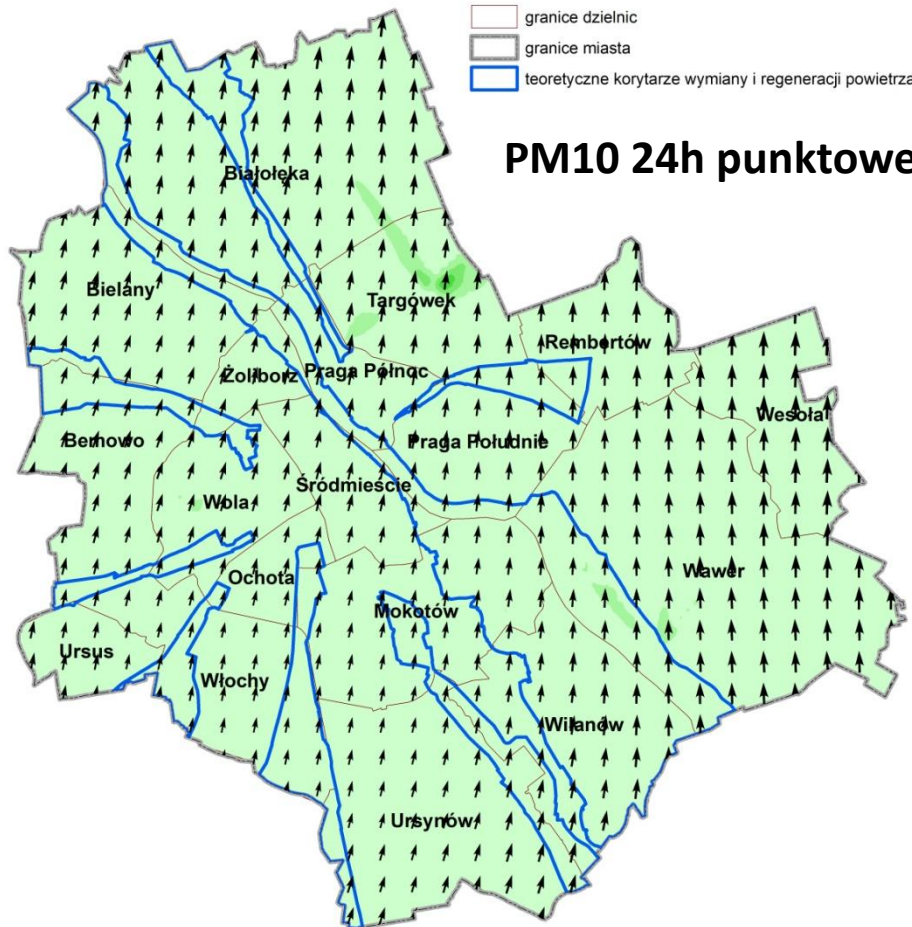 granice dzielnic
granice miasta
teoretyczne korytarze wymiany i regeneracji powietrza
PM10 24h punktowe
Białołęka
Bielany
Targówek
Rembertów
Żoliborz
Praga Północ
Wesoła
Bemowo
Praga Południe
Śródmieście
Wola
Wawer
Ochota
Mokotów
Ursus
Włochy
Wilanów
Ursynów